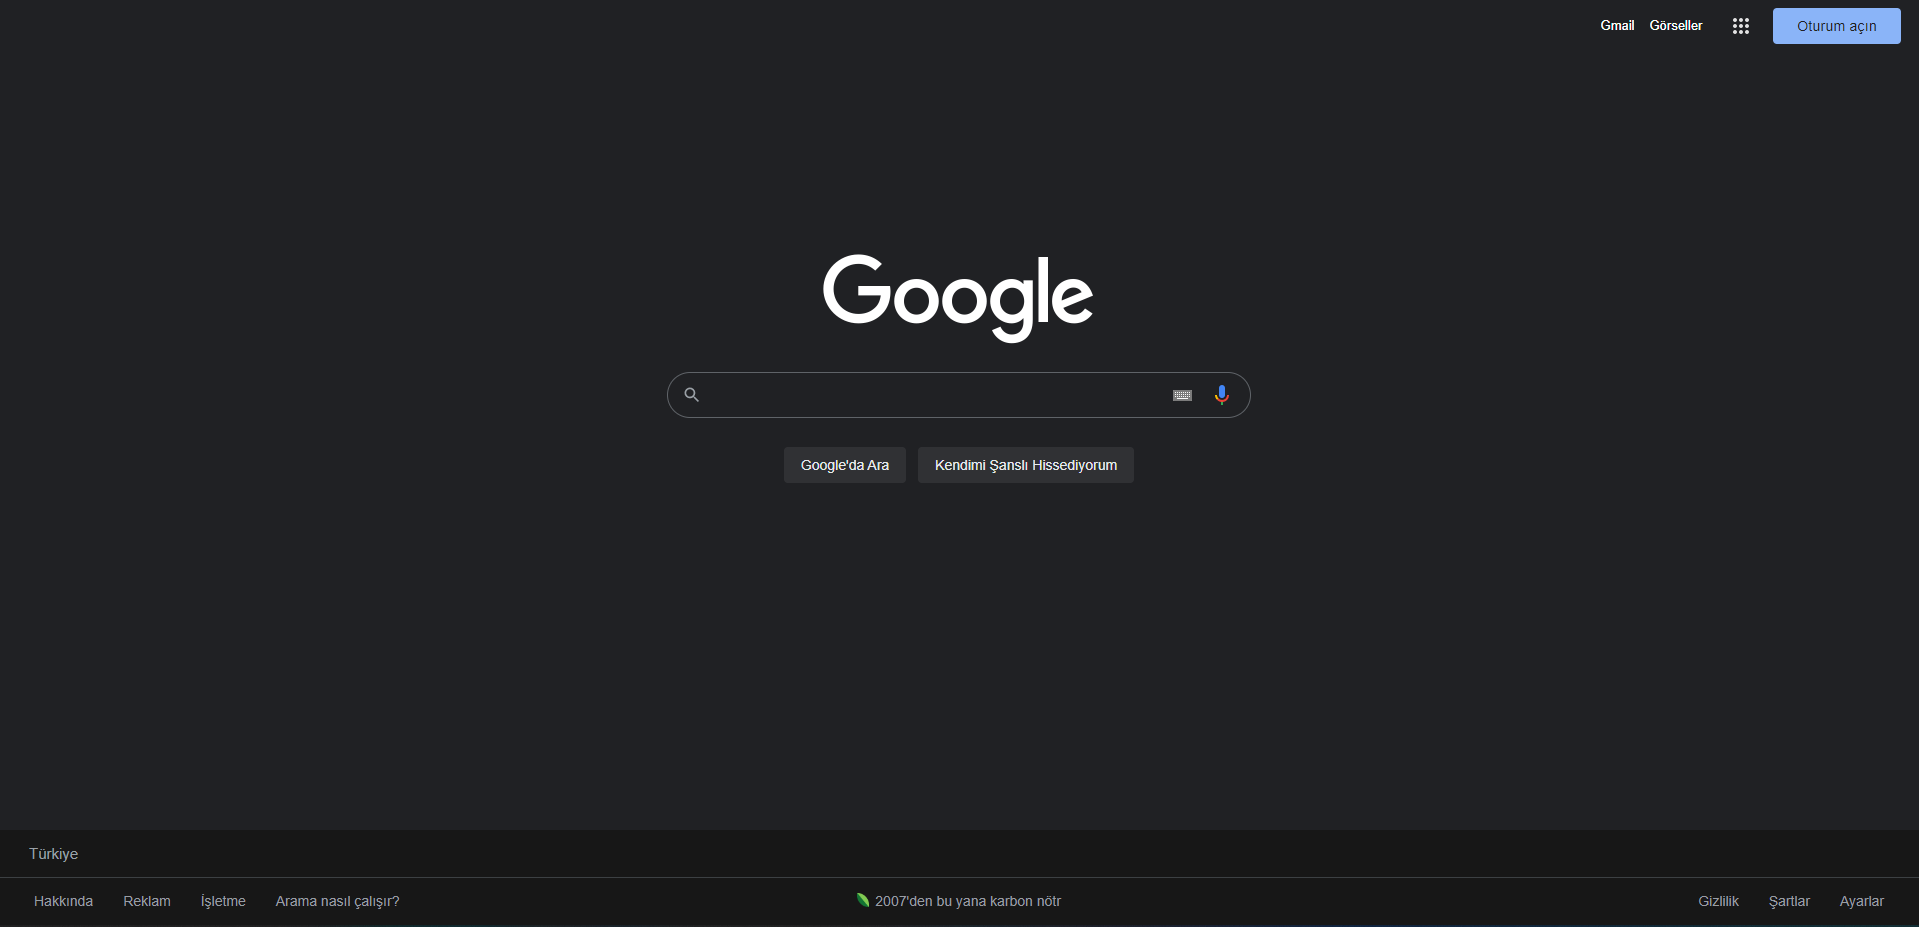 Gmail Görseller Oturum açın
Google
Google'da Ara Kendimi Şanslı Hissediyorum
Türkiye
Hakkında Reklam İşletme Arama nasıl çalışır? 2007'den bu yana karbon nötr Gizlilik Şartlar Ayarlar